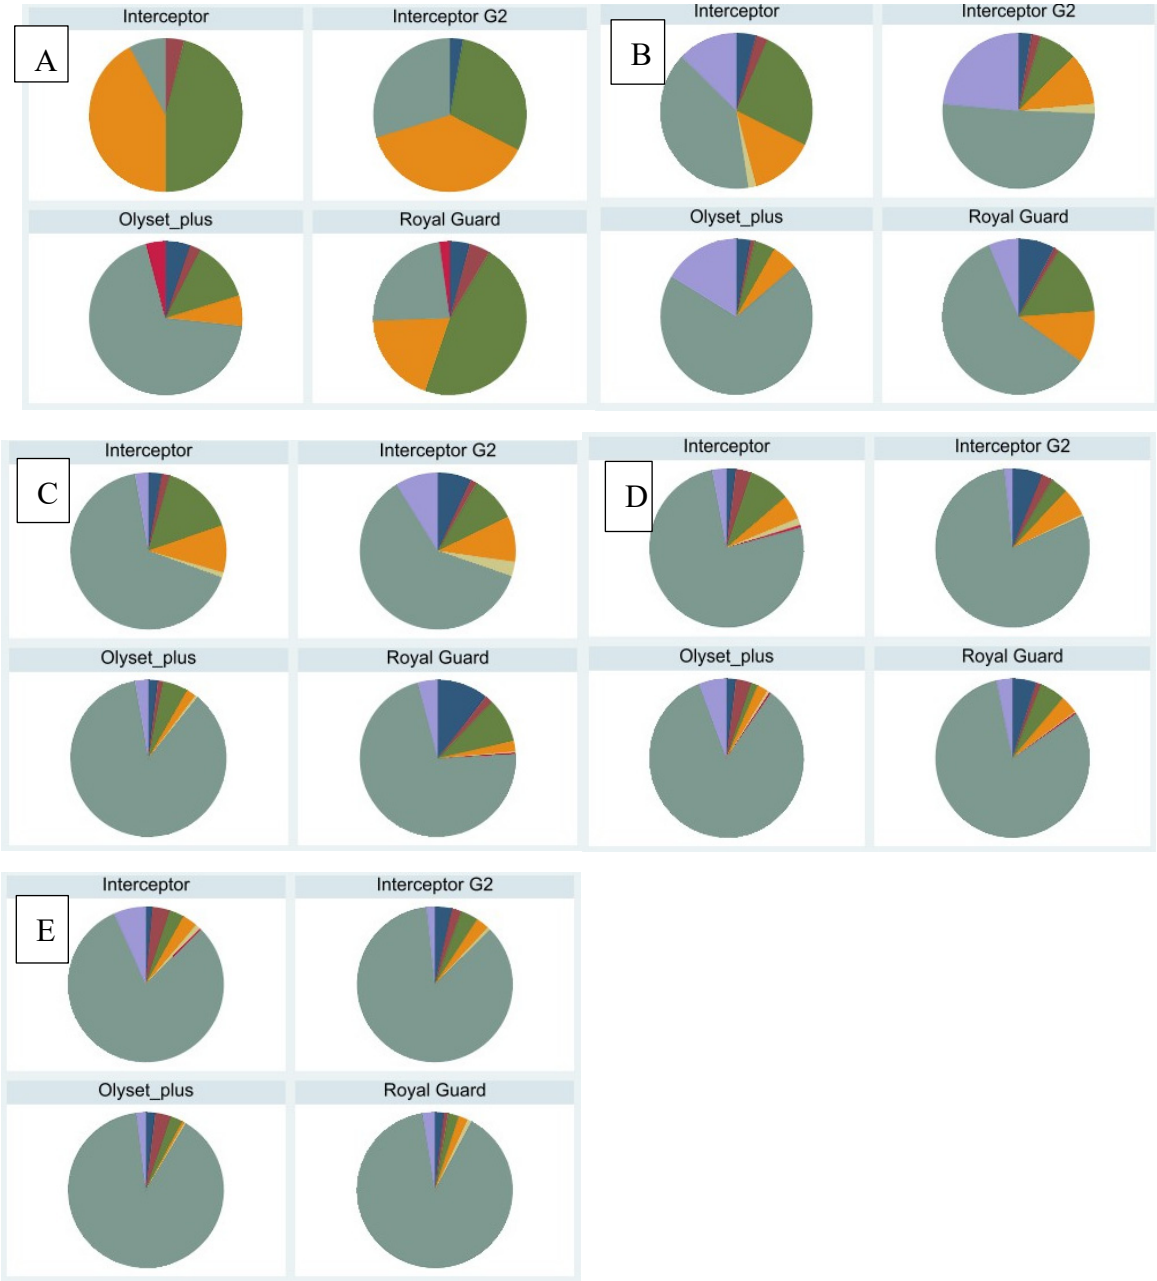 A
Interceptor
Interceptor G2
Olyset_plus
Royal Guard
B
Interceptor
Interceptor G2
Olyset_plus
Royal Guard
C
Interceptor
Interceptor G2
Olyset_plus
Royal Guard
D
Interceptor
Interceptor G2
Olyset_plus
Royal Guard
E
Interceptor
Interceptor G2
Olyset_plus
Royal Guard